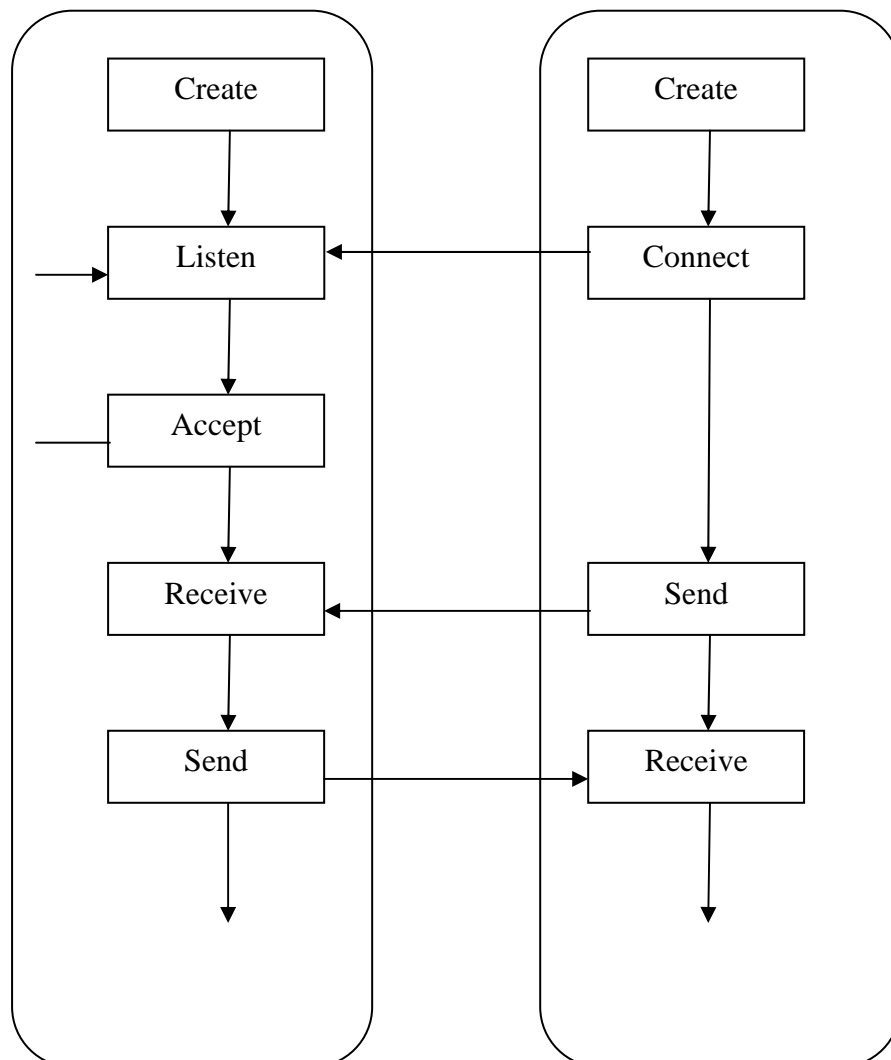 Create
Listen
Accept
Receive
Send
Create
Connect
Send
Receive